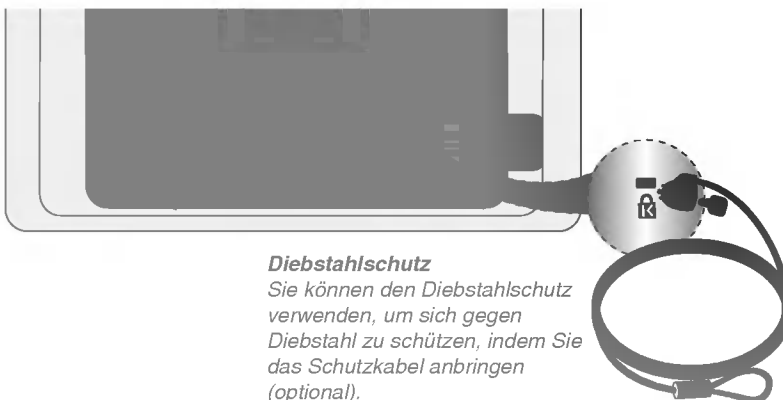 Diebstahlschutz
Sie können den Diebstahlschutz
verwenden, um sich gegen
Diebstahl zu schützen, indem Sie
das Schutzkabel anbringen
(optional).
K